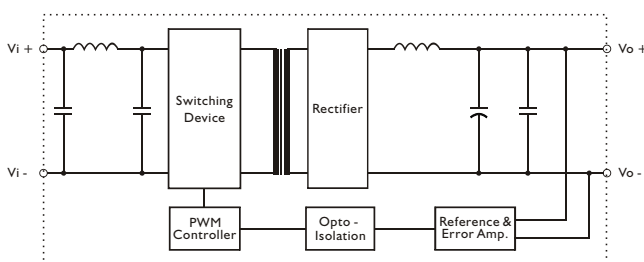 Vi +
Vo +
Switching
Device
Rectifier
Vi -
Vo -
PWM
Controller
Opto -
Isolation
Reference &
Error Amp.